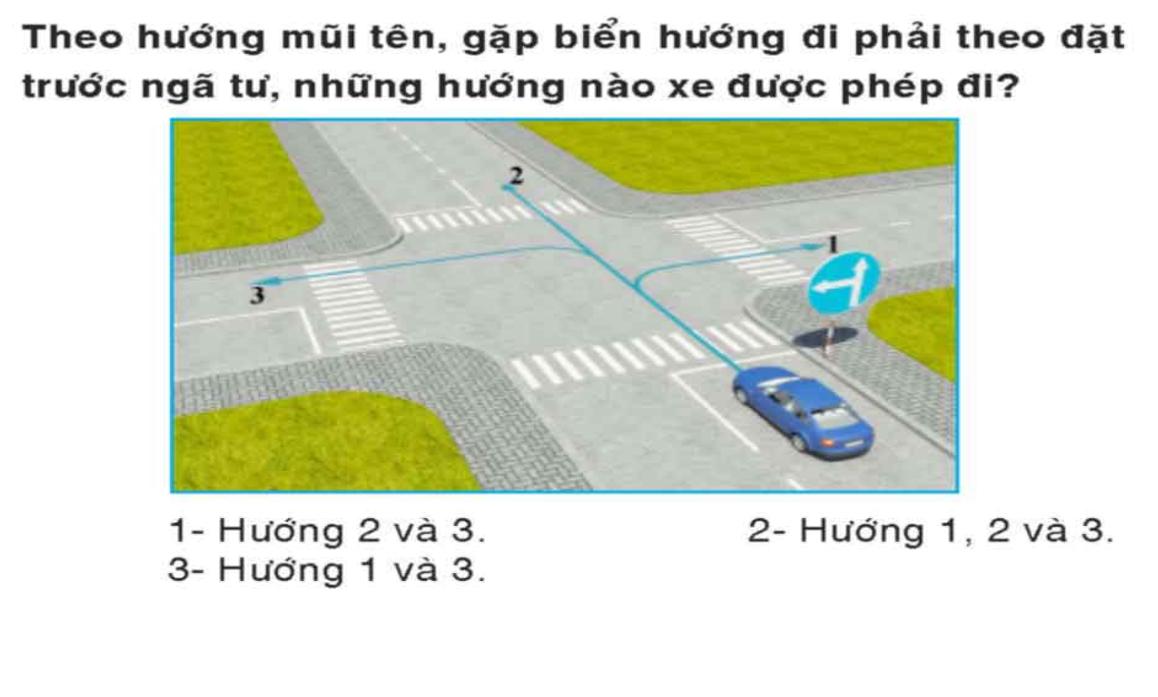 Theo hướng mũi tên, gặp biển hướng đi phải theo đặt
trước ngã tư, những hướng nào xe được phép đi?
2
1
3
1- Hướng 2 và 3.
2- Hướng 1, 2 và 3.
3- Hướng 1 và 3.